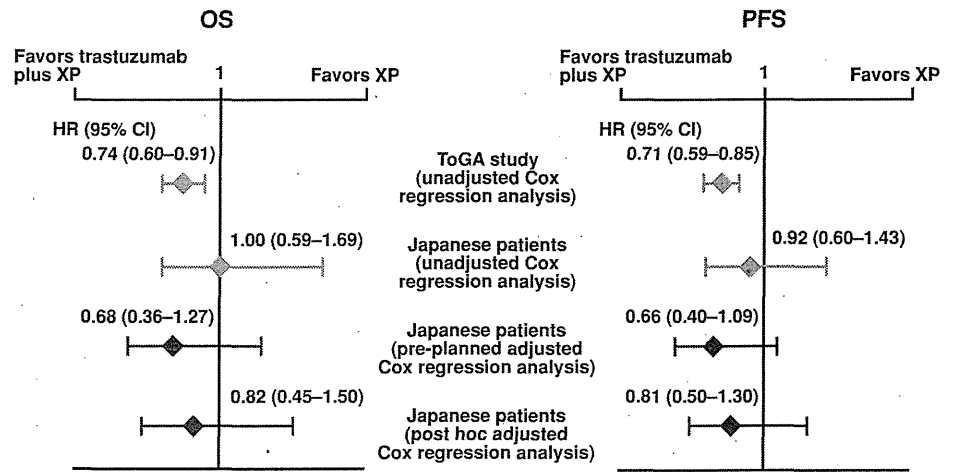 OS
PFS
Favors trastuzumab
plus XP
1
Favors XP
Favors trastuzumab
plus XP
1
Favors XP
HR (95% CI)
0.74 (0.60–0.91)
ToGA study
(unadjusted Cox
regression analysis)
HR (95% CI)
0.71 (0.59–0.85)
1.00 (0.59–1.69)
Japanese patients
(unadjusted Cox
regression analysis)
0.92 (0.60–1.43)
0.68 (0.36–1.27)
Japanese patients
(pre-planned adjusted
Cox regression analysis)
0.66 (0.40–1.09)
0.82 (0.45–1.50)
Japanese patients
(post hoc adjusted
Cox regression analysis)
0.81 (0.50–1.30)